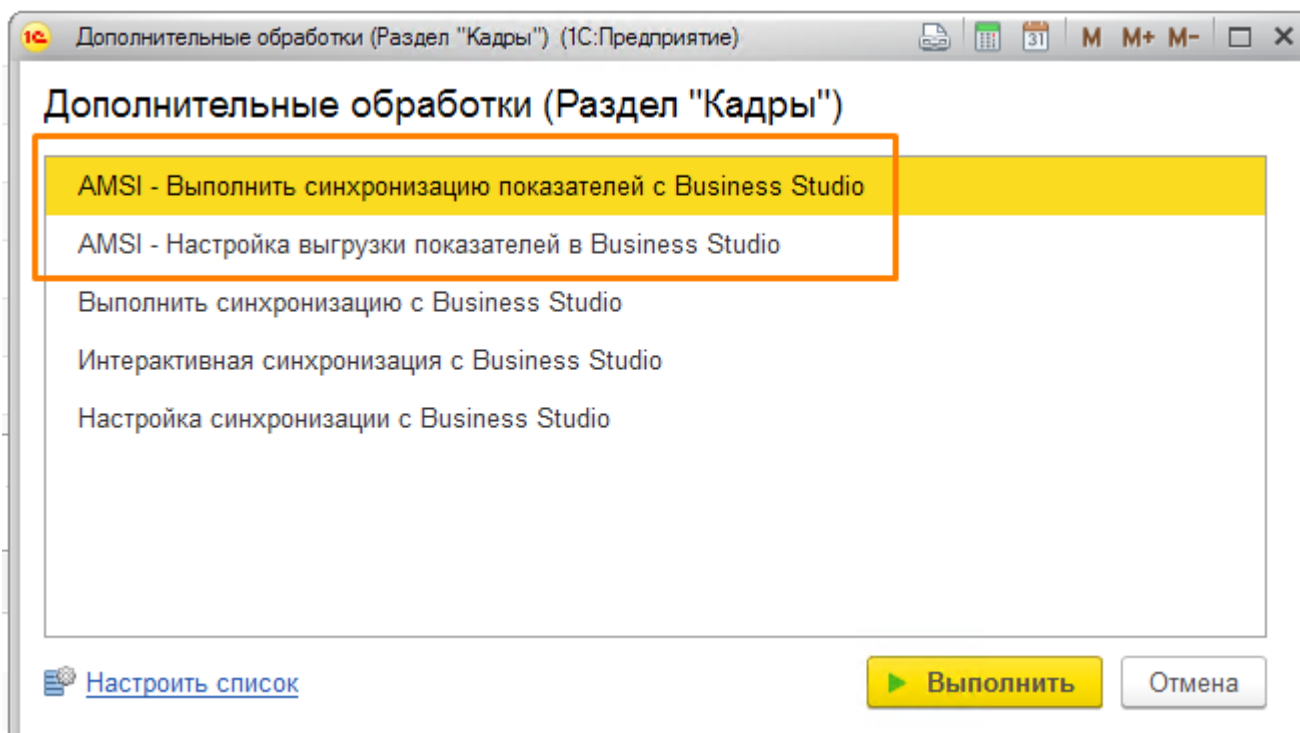 1С Дополнительные обработки (Раздел "Кадры") (1С:Предприятие) 31 M M+ M-
Дополнительные обработки (Раздел "Кадры")
AMSI - Выполнить синхронизацию показателей с Business Studio
AMSI - Настройка выгрузки показателей в Business Studio
Выполнить синхронизацию с Business Studio
Интерактивная синхронизация с Business Studio
Настройка синхронизации с Business Studio
Настроить список Выполнить Отмена